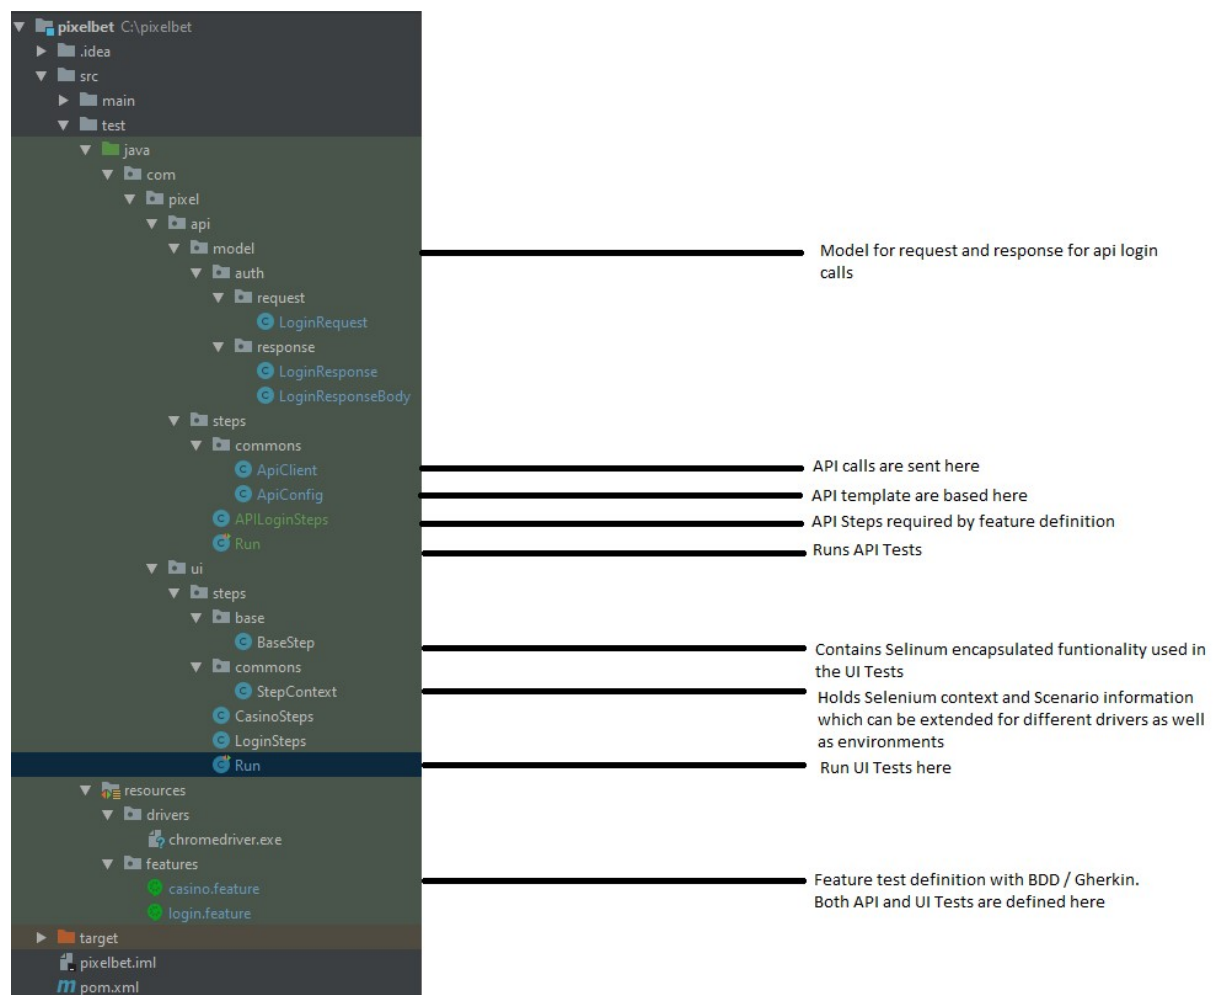 pixelbet C:\pixelbet
.idea
src
main
test
java
com
pixel
api
model
Model for request and response for api login
calls
auth
request
LoginRequest
response
LoginResponse
LoginResponseBody
steps
commons
ApiClient
API calls are sent here
ApiConfig
API template are based here
APILoginSteps
API Steps required by feature definition
Run
Runs API Tests
ui
steps
base
BaseStep
Contains Selinum encapsulated funtionality used in
the UI Tests
commons
StepContext
Holds Selenium context and Scenario information
which can be extended for different drivers as well
as environments
CasinoSteps
LoginSteps
Run
Run UI Tests here
resources
drivers
chromedriver.exe
features
casino.feature
Feature test definition with BDD / Gherkin.
Both API and UI Tests are defined here
login.feature
target
pixelbet.iml
pom.xml